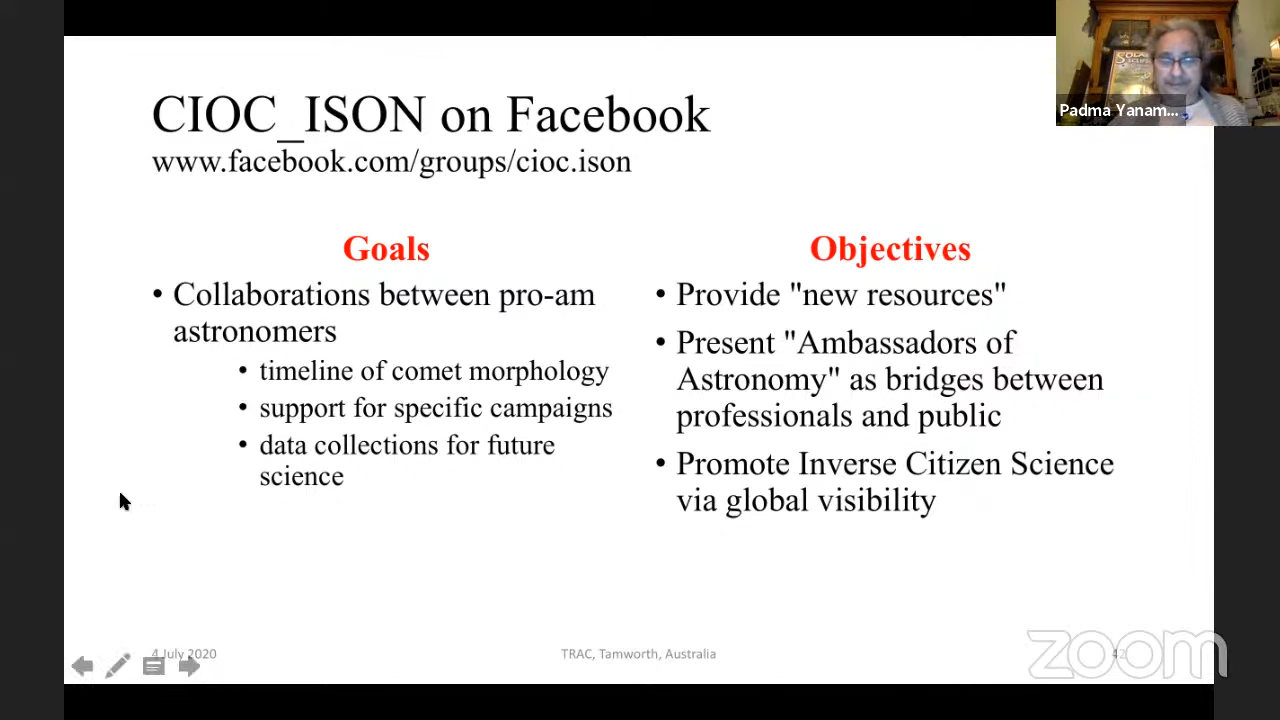 CIOC_ISON on Facebook
www.facebook.com/groups/cioc.ison
Goals
• Collaborations between pro-am
astronomers
• timeline of comet morphology
• support for specific campaigns
• data collections for future
science
Objectives
• Provide "new resources"
• Present "Ambassadors of
Astronomy" as bridges between
professionals and public
• Promote Inverse Citizen Science
via global visibility
4 July 2020
TRAC, Tamworth, Australia
42
zoom
Padma Yanam...